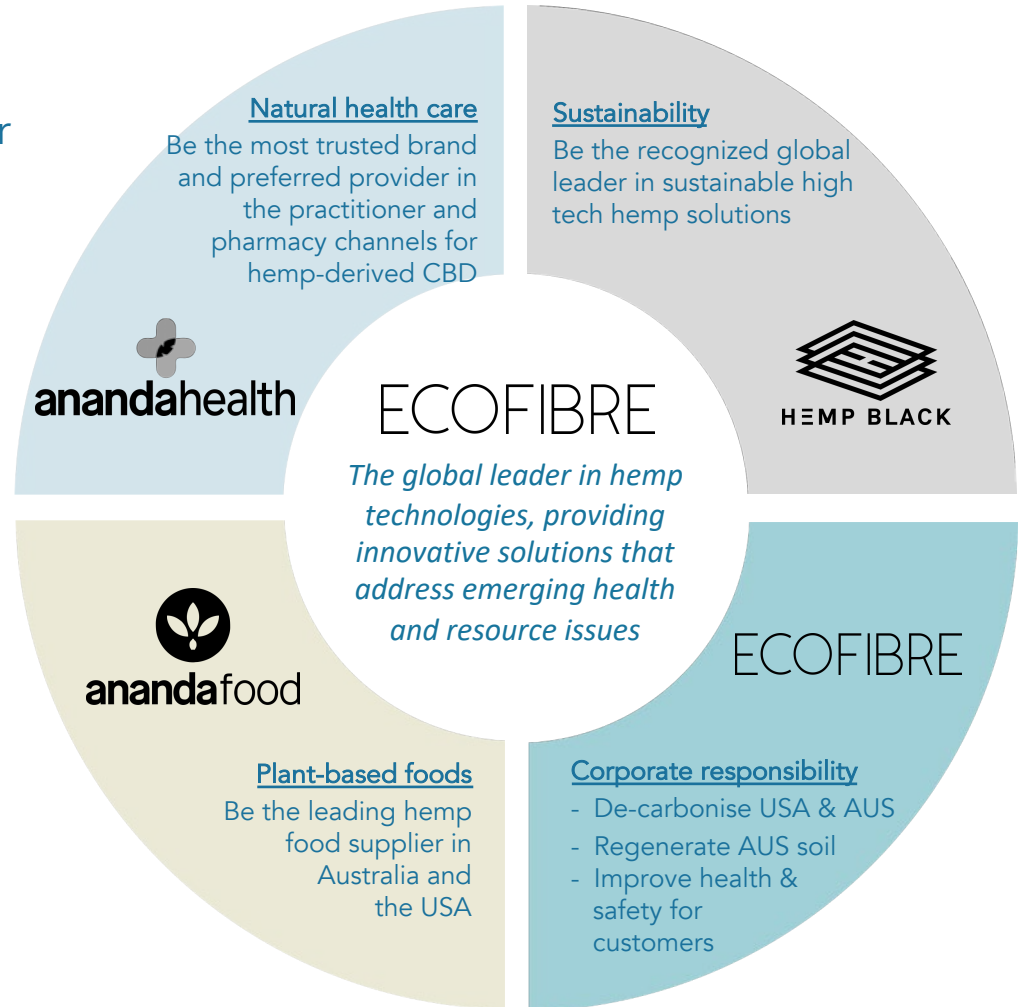 r
Natural health care
Be the most trusted brand
and preferred provider in
the practitioner and
pharmacy channels for
hemp-derived CBD
anandahealth
Sustainability
Be the recognized global
leader in sustainable high
tech hemp solutions
HEMP BLACK
ECOFIBRE
The global leader in hemp
technologies, providing
innovative solutions that
address emerging health
and resource issues
anandafood
Plant-based foods
Be the leading hemp
food supplier in
Australia and
the USA
ECOFIBRE
Corporate responsibility
- De-carbonise USA & AUS
- Regenerate AUS soil
- Improve health &
safety for
customers